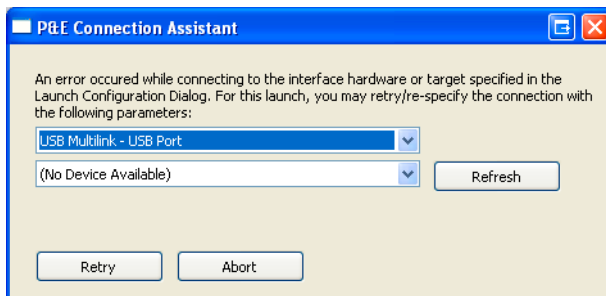 P&E Connection Assistant
An error occured while connecting to the interface hardware or target specified in the
Launch Configuration Dialog. For this launch, you may retry/re-specify the connection with
the following parameters:
USB Multilink - USB Port
(No Device Available)
Refresh
Retry
Abort